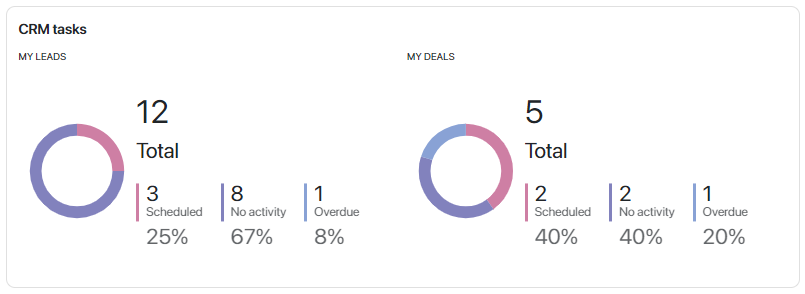 CRM tasks
MY LEADS
12
Total
3 8 1
Scheduled No activity Overdue
25% 67% 8%
MY DEALS
5
Total
2 2 1
Scheduled No activity Overdue
40% 40% 20%